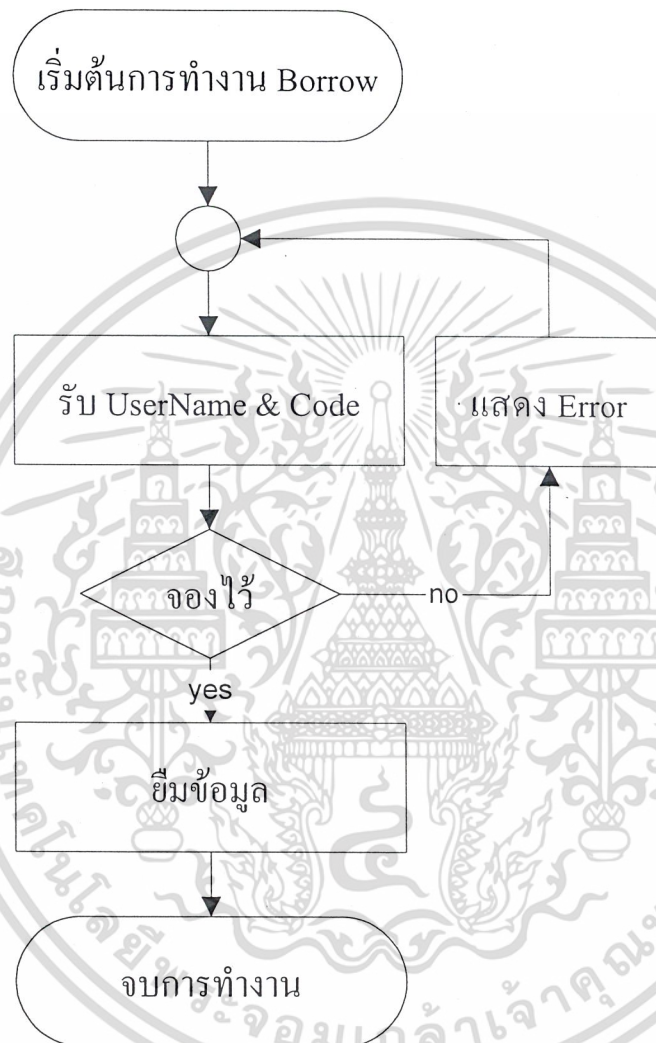 เริ่มต้นการทำงาน Borrow
รับ UserName & Code
แสดง Error
จองไว้
no
yes
ยืมข้อมูล
จบการทำงาน